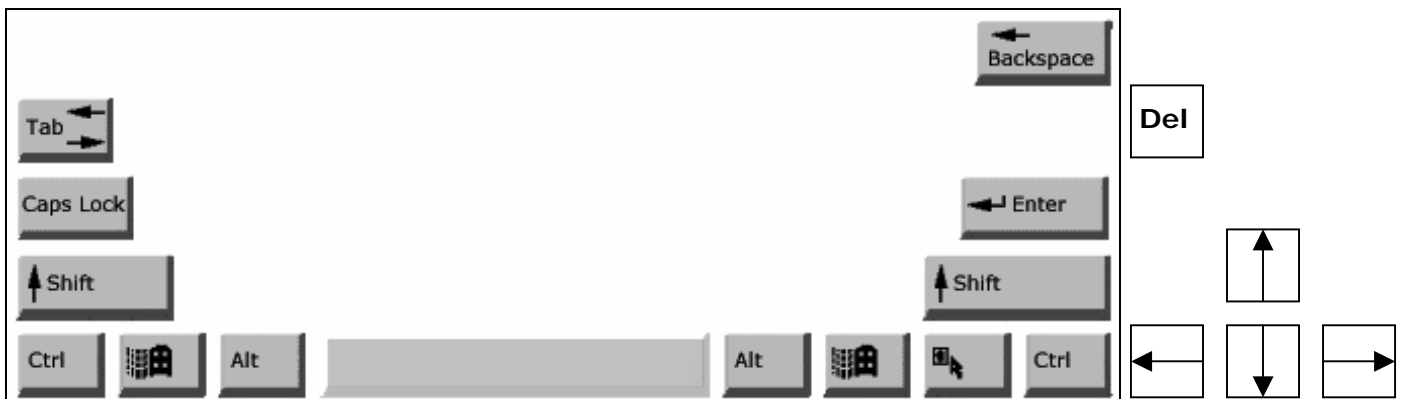 Backspace
Tab
Del
Caps Lock
Enter
Shift
Shift
Ctrl
Alt
Alt
Ctrl